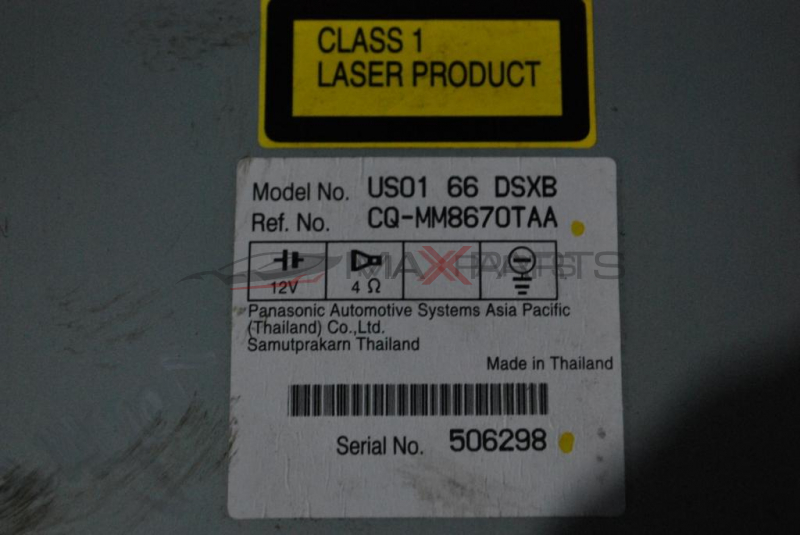 CLASS 1
LASER PRODUCT
Model No. US01 66 DSXB
Ref. No. CQ-MM8670TAA
MAXPARTS
12V 4 Ω
Panasonic Automotive Systems Asia Pacific
(Thailand) Co.,Ltd.
Samutprakarn Thailand
Made in Thailand
Serial No. 506298